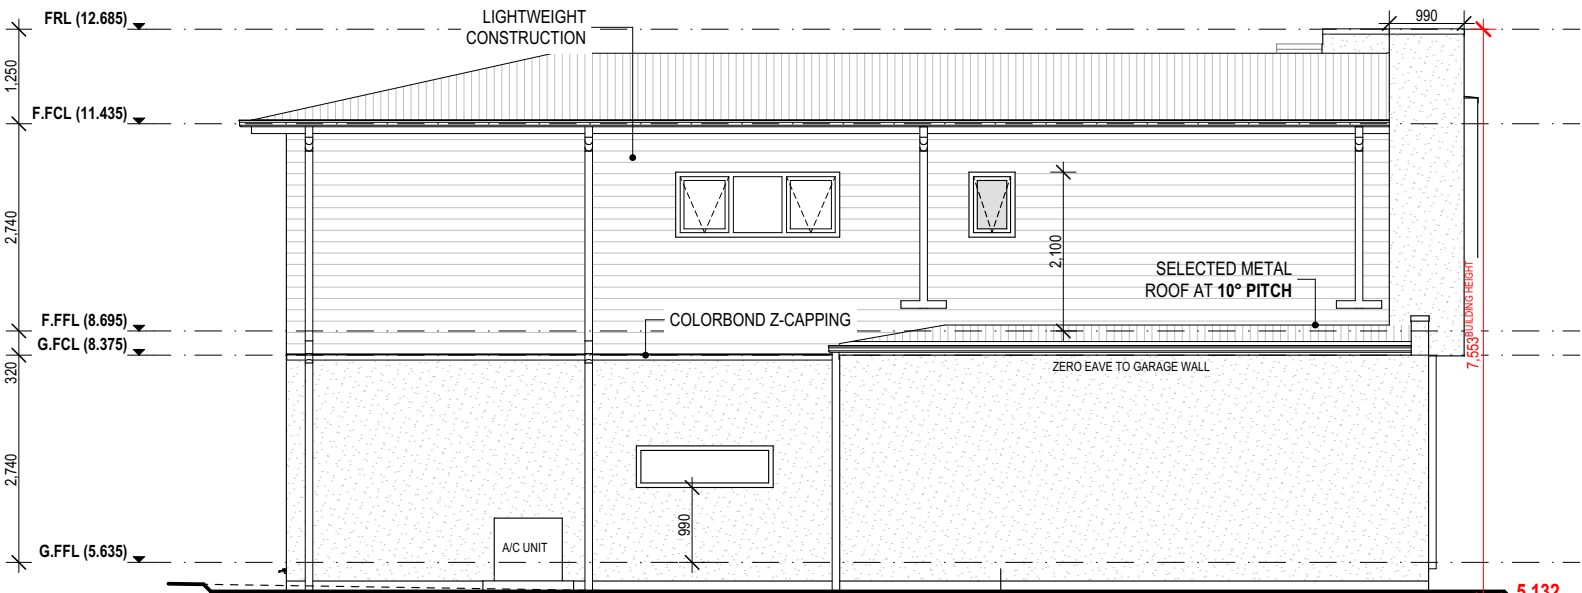 FRL (12.685)
LIGHTWEIGHT
CONSTRUCTION
990
1,250
F.FCL (11.435)
2,740
2,100
SELECTED METAL
ROOF AT 10° PITCH
7,553 BUILDING HEIGHT
F.FFL (8.695)
COLORBOND Z-CAPPING
G.FCL (8.375)
320
ZERO EAVE TO GARAGE WALL
2,740
990
A/C UNIT
G.FFL (5.635)
5.132